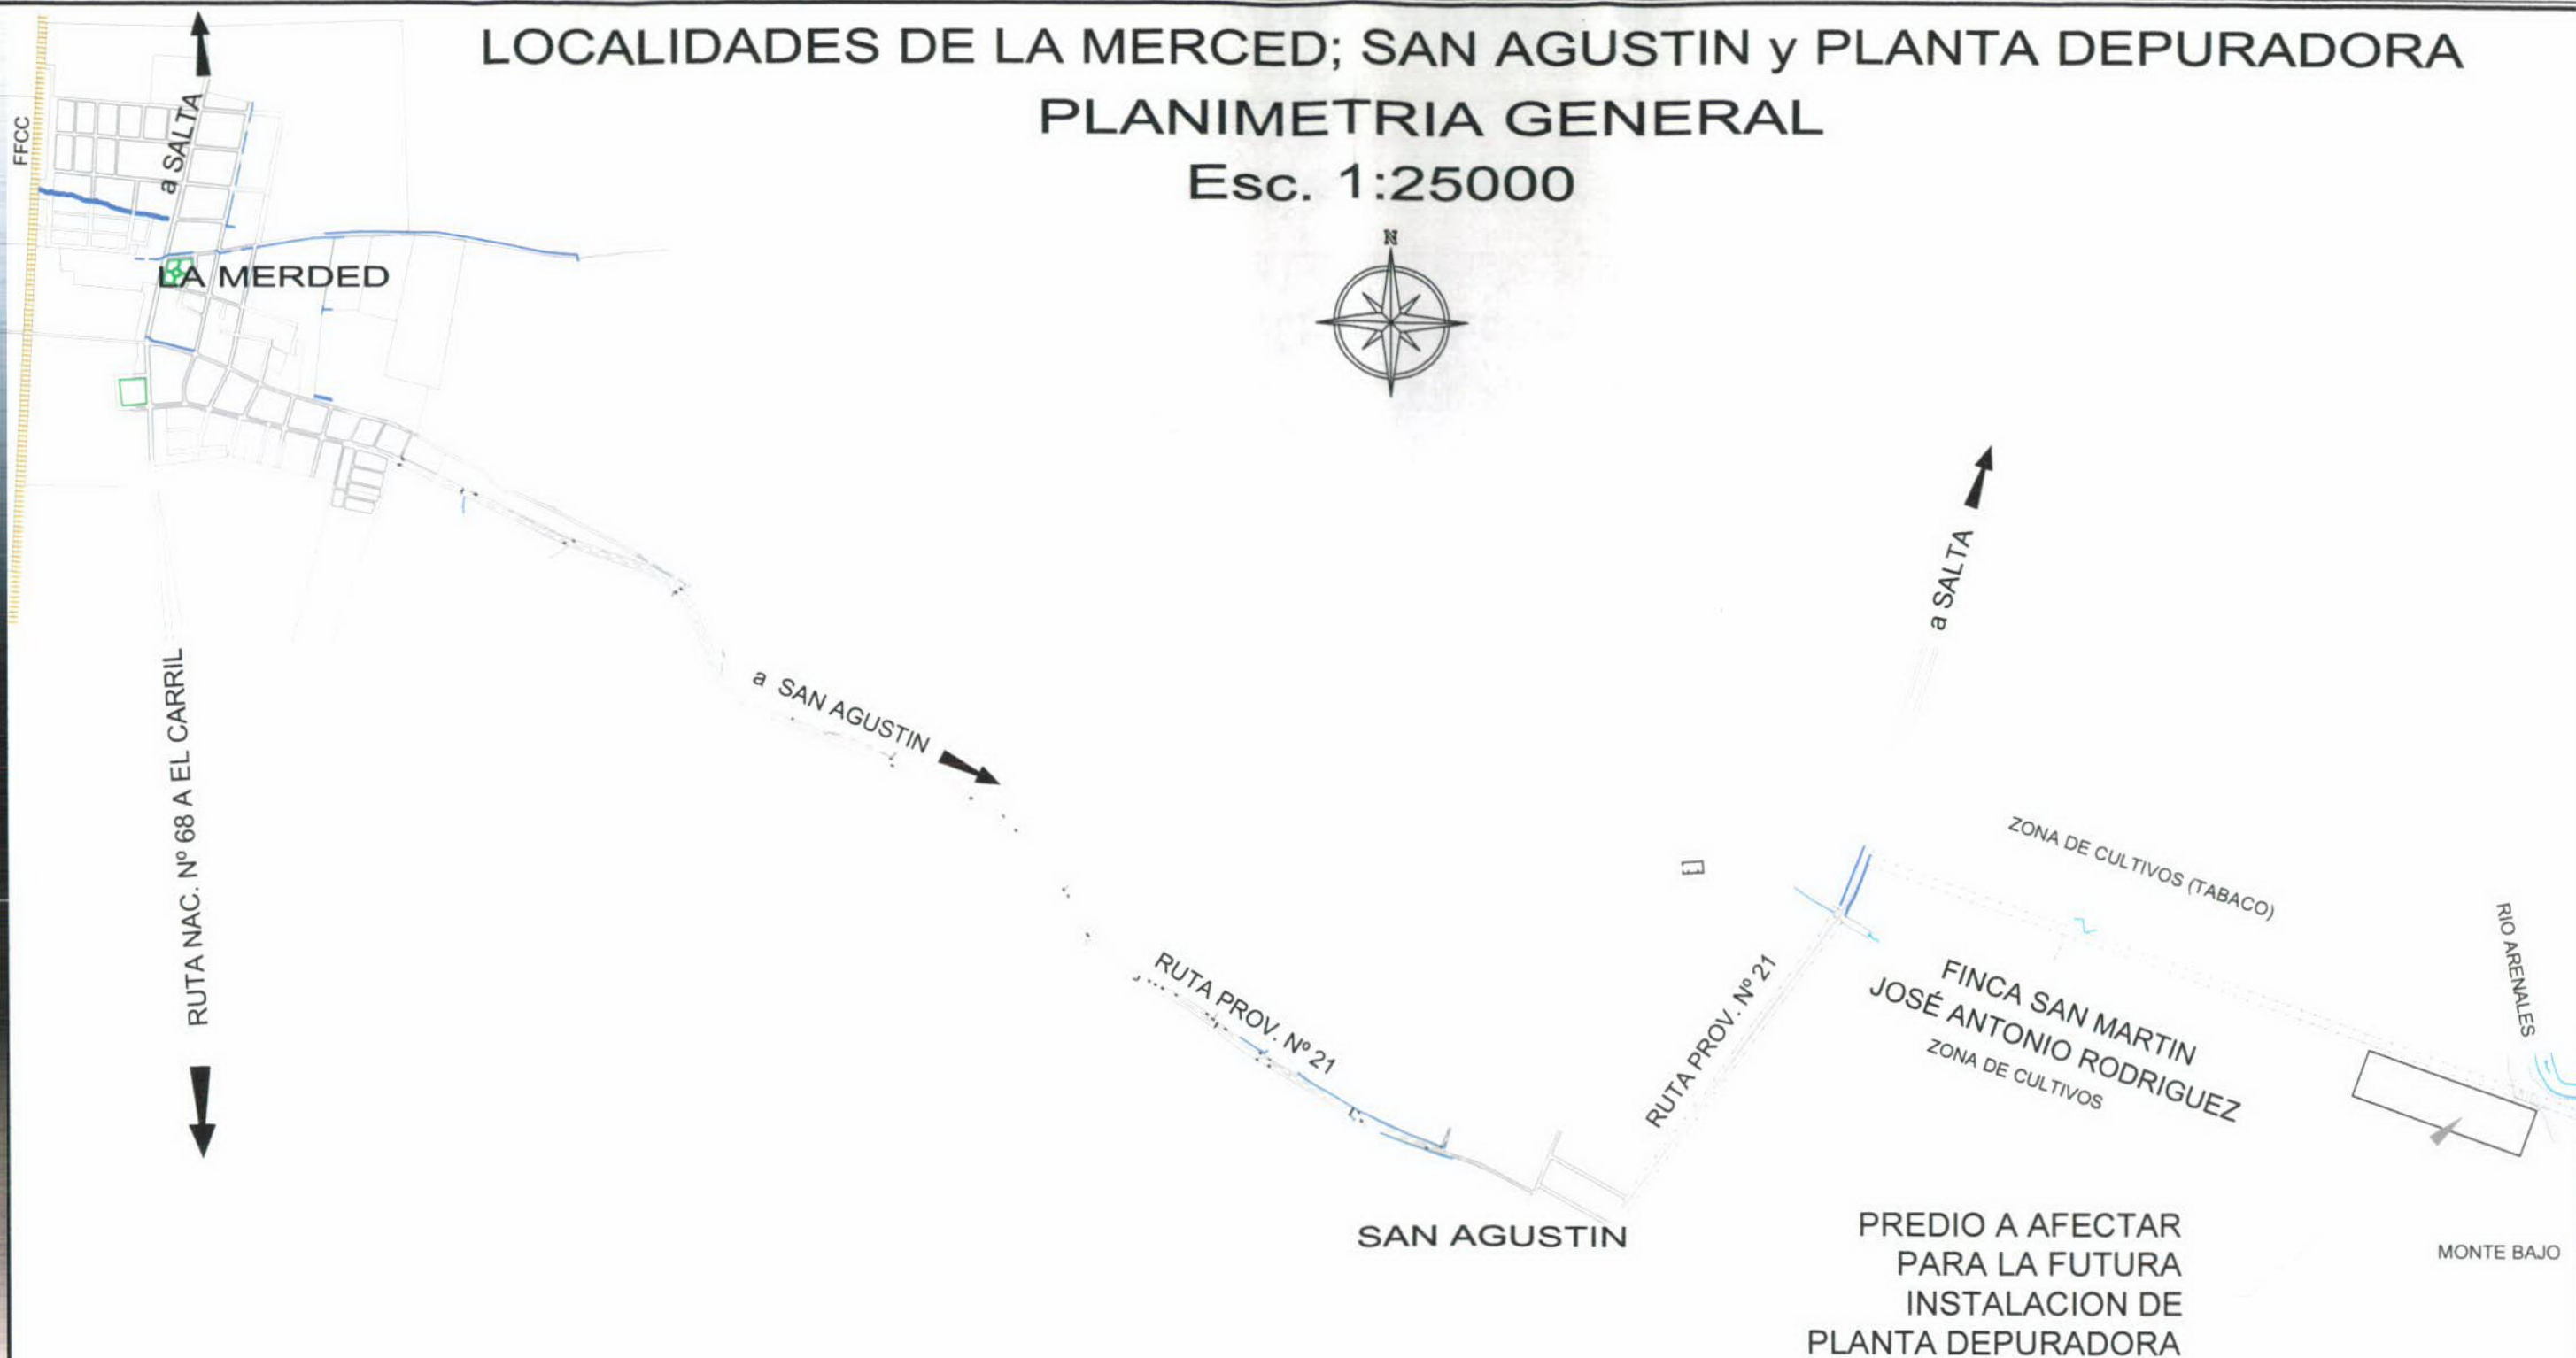 LOCALIDADES DE LA MERCED; SAN AGUSTIN y PLANTA DEPURADORA
PLANIMETRIA GENERAL
Esc. 1:25000
N
FFCC
a SALTA
LA MERDED
RUTA NAC. Nº 68 A EL CARRIL
a SAN AGUSTIN
RUTA PROV. Nº 21
SAN AGUSTIN
RUTA PROV. Nº 21
a SALTA
ZONA DE CULTIVOS (TABACO)
FINCA SAN MARTIN
JOSÉ ANTONIO RODRIGUEZ
ZONA DE CULTIVOS
RIO ARENALES
PREDIO A AFECTAR
PARA LA FUTURA
INSTALACION DE
PLANTA DEPURADORA
MONTE BAJO